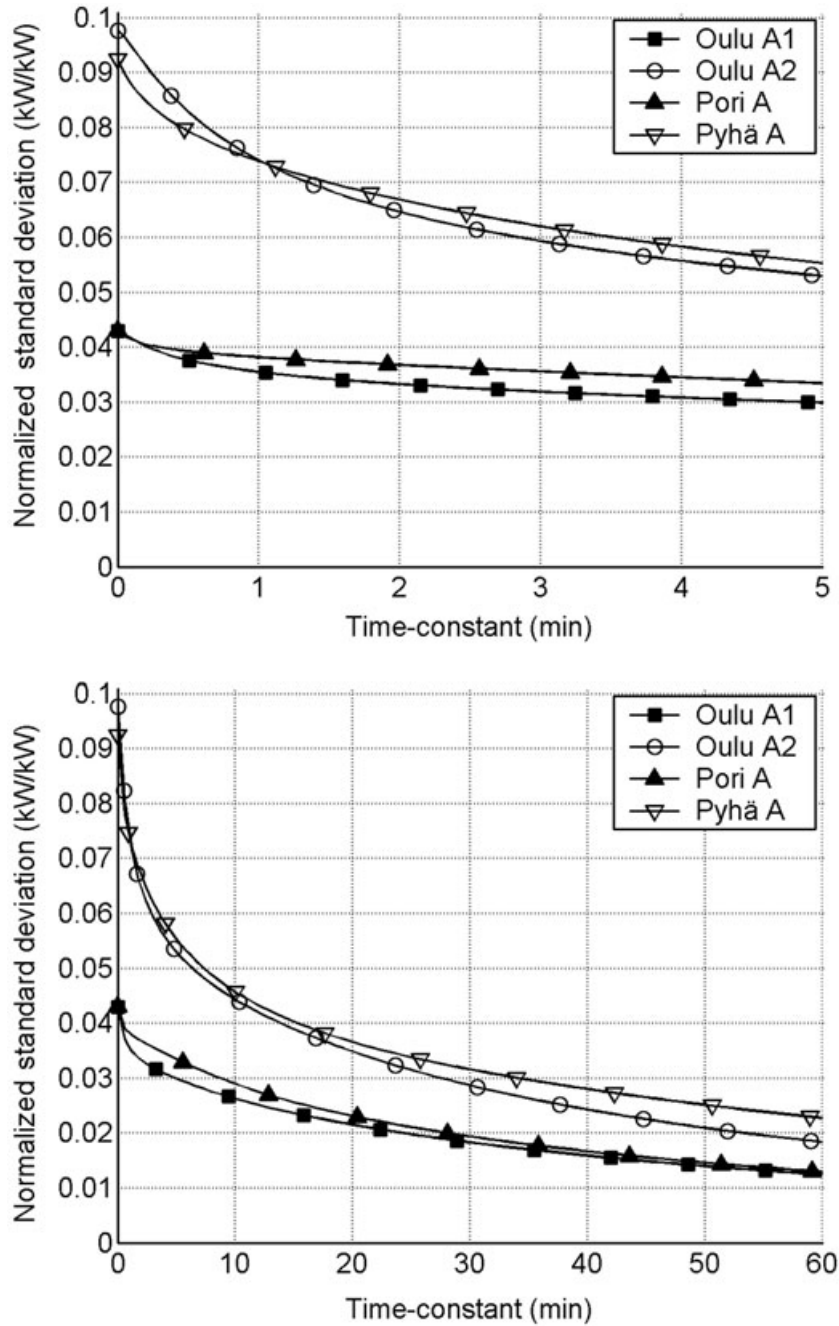 Normalized standard deviation (kW/kW)
0.1
0.09
0.08
0.07
0.06
0.05
0.04
0.03
0.02
0.01
0
Oulu A1
Oulu A2
Pori A
Pyhä A
0 1 2 3 4 5
Time-constant (min)
Normalized standard deviation (kW/kW)
0.1
0.09
0.08
0.07
0.06
0.05
0.04
0.03
0.02
0.01
0
Oulu A1
Oulu A2
Pori A
Pyhä A
0 10 20 30 40 50 60
Time-constant (min)